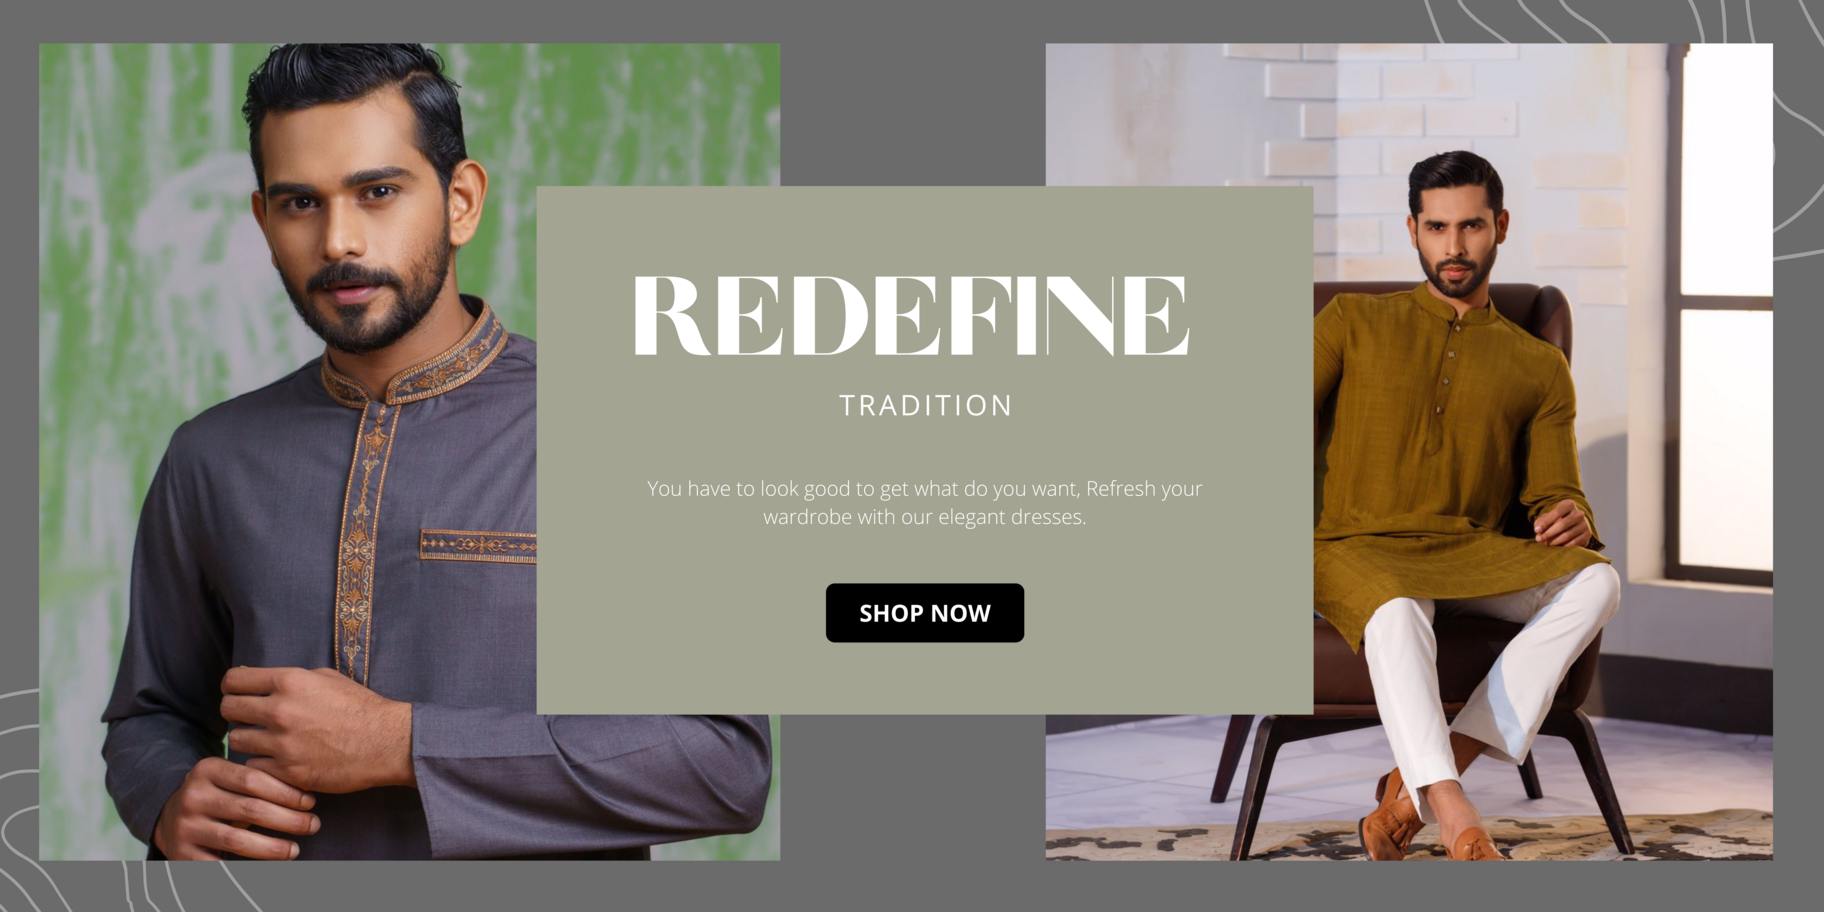 REDEFINE
TRADITION
You have to look good to get what do you want, Refresh your
wardrobe with our elegant dresses.
SHOP NOW